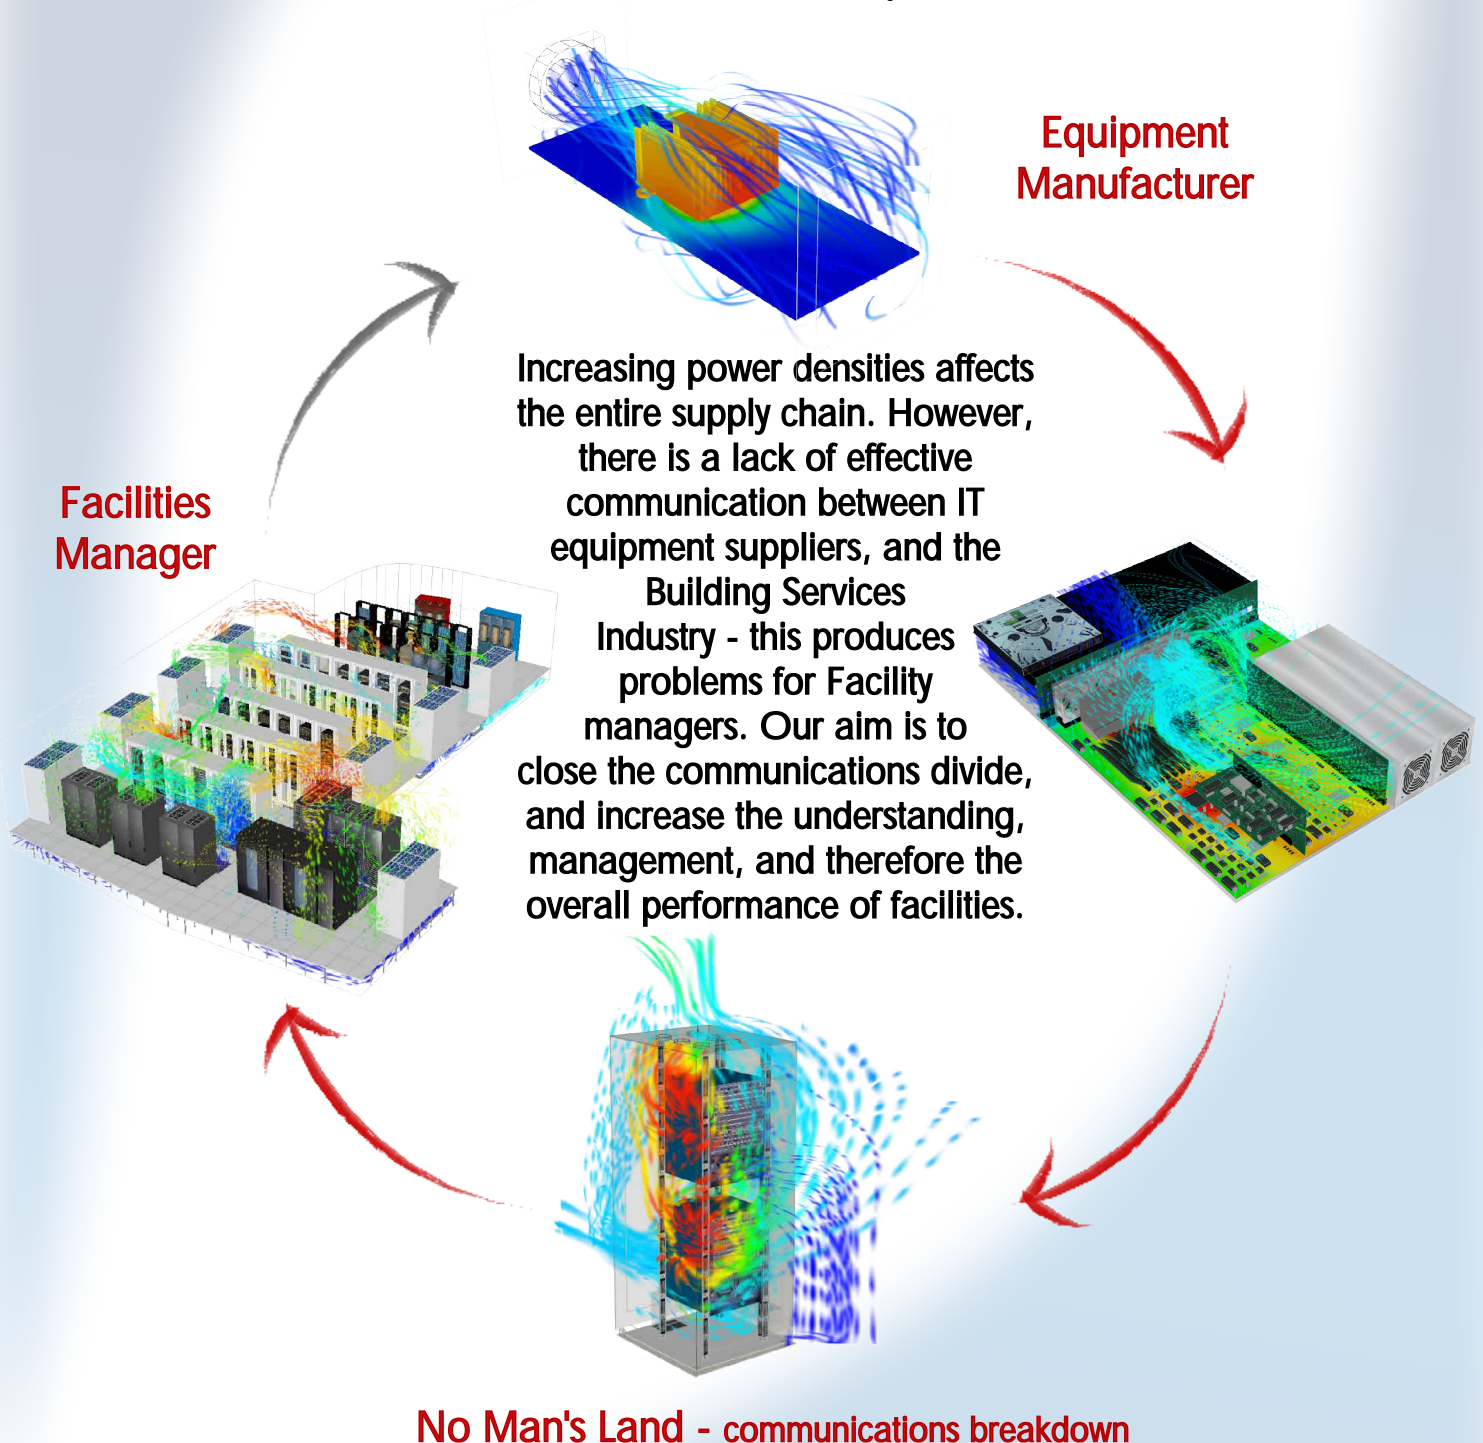 Equipment
Manufacturer
Increasing power densities affects
the entire supply chain. However,
there is a lack of effective
communication between IT
equipment suppliers, and the
Building Services
Industry - this produces
problems for Facility
managers. Our aim is to
close the communications divide,
and increase the understanding,
management, and therefore the
overall performance of facilities.
Facilities
Manager
No Man's Land - communications breakdown